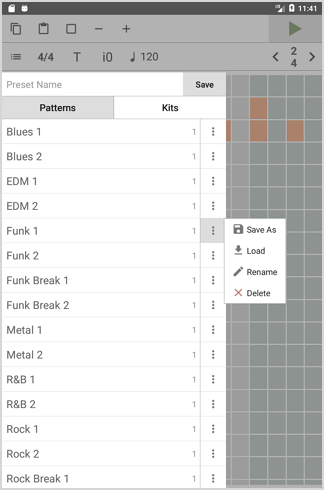 11:41
4/4 T i0 ♩ 120 2
4
Preset Name Save
Patterns Kits
Blues 1 1
Blues 2 1
EDM 1 1
EDM 2 1
Funk 1 1
Save As
Load
Rename
Delete
Funk 2 1
Funk Break 1 1
Funk Break 2 1
Metal 1 1
Metal 2 1
R&B 1 1
R&B 2 1
Rock 1 1
Rock 2 1
Rock Break 1 1